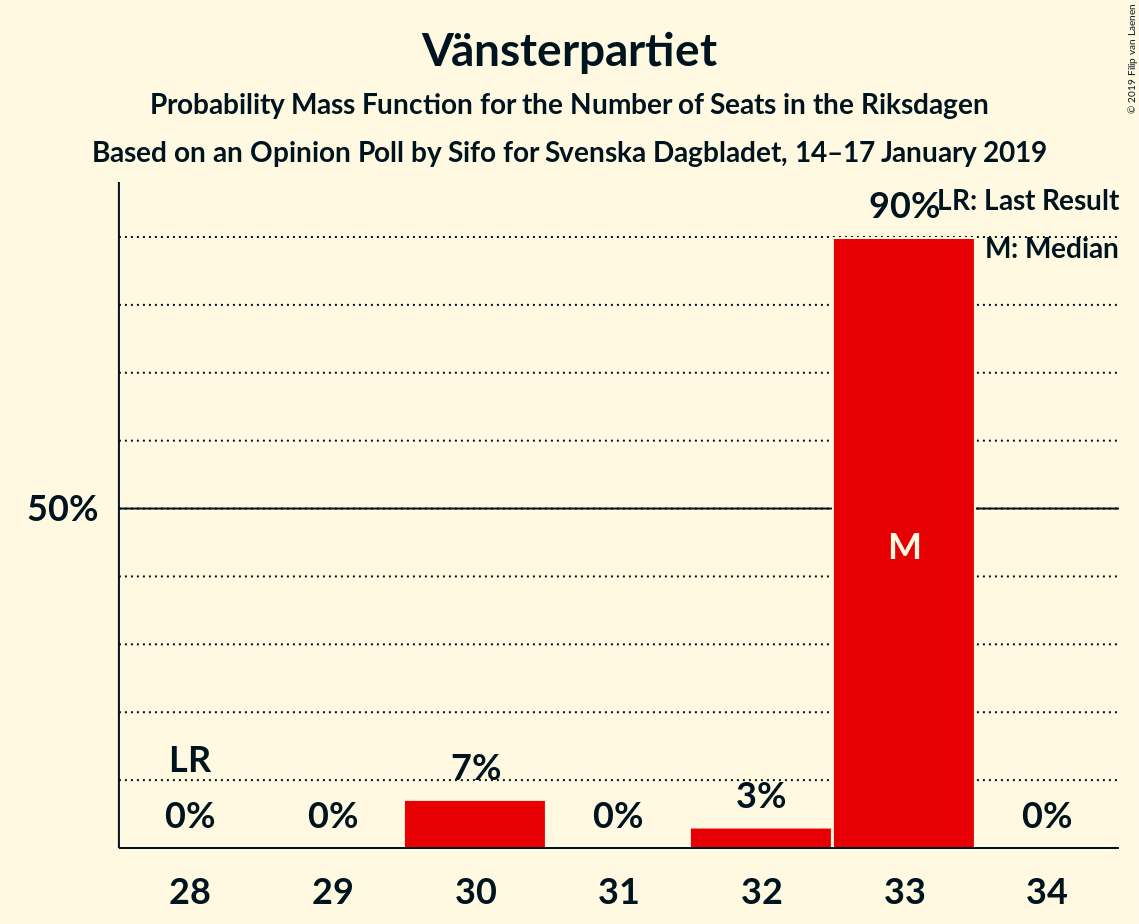 Vänsterpartiet
Probability Mass Function for the Number of Seats in the Riksdagen
Based on an Opinion Poll by Sifo for Svenska Dagbladet, 14–17 January 2019
© 2019 Filip van Laenen
90%
LR: Last Result
M: Median
50%
M
LR
0%
0%
7%
0%
3%
0%
28 29 30 31 32 33 34